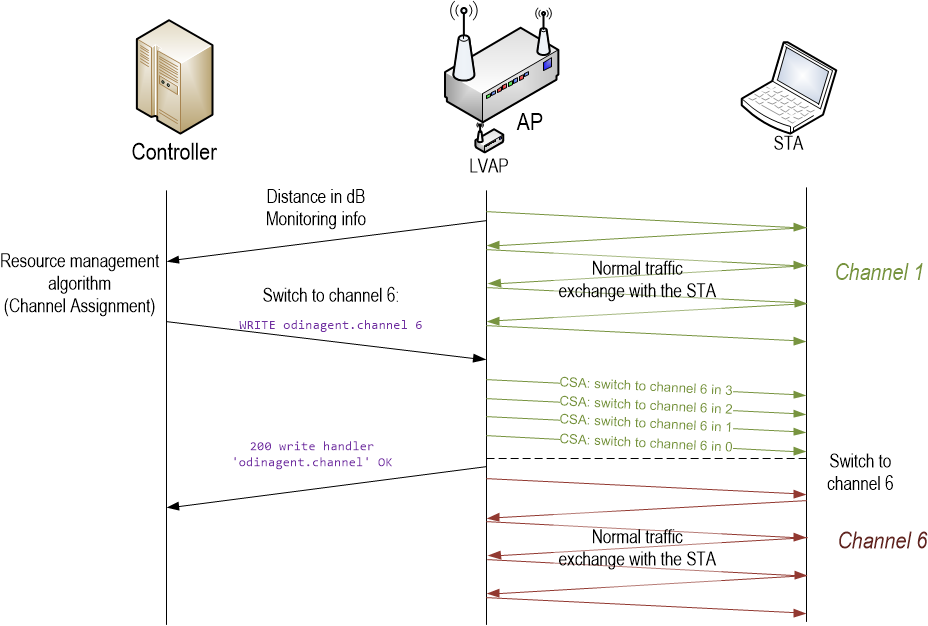 Controller
AP
LVAP
STA
Distance in dB
Monitoring info
Resource management
algorithm
(Channel Assignment)
Normal traffic
exchange with the STA
Channel 1
Switch to channel 6:
WRITE odinagent.channel 6
CSA: switch to channel 6 in 3
CSA: switch to channel 6 in 2
CSA: switch to channel 6 in 1
CSA: switch to channel 6 in 0
200 write handler
'odinagent.channel' OK
Switch to
channel 6
Normal traffic
exchange with the STA
Channel 6